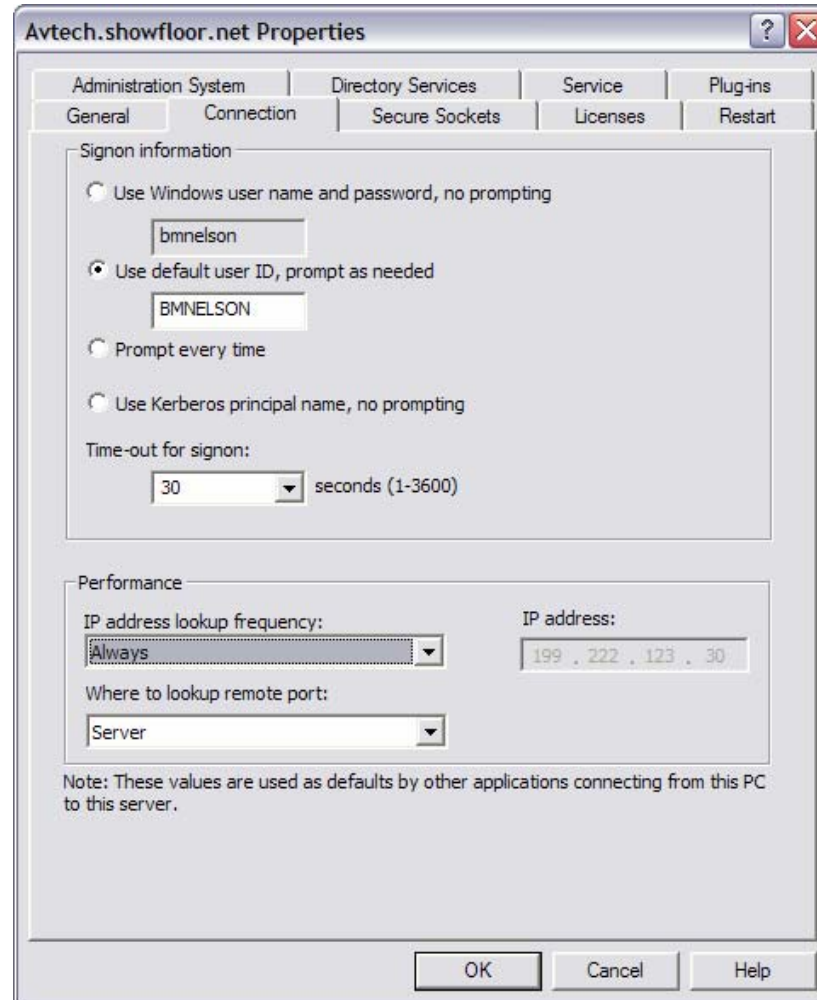 Avtech.showfloor.net Properties
Administration System Directory Services Service Plug-ins
General Connection Secure Sockets Licenses Restart
Signon information
Use Windows user name and password, no prompting
bmnelson
Use default user ID, prompt as needed
BMNELSON
Prompt every time
Use Kerberos principal name, no prompting
Time-out for signon:
30 seconds (1-3600)
Performance
IP address lookup frequency: IP address:
Always 199 . 222 . 123 . 30
Where to lookup remote port:
Server
Note: These values are used as defaults by other applications connecting from this PC
to this server.
OK Cancel Help